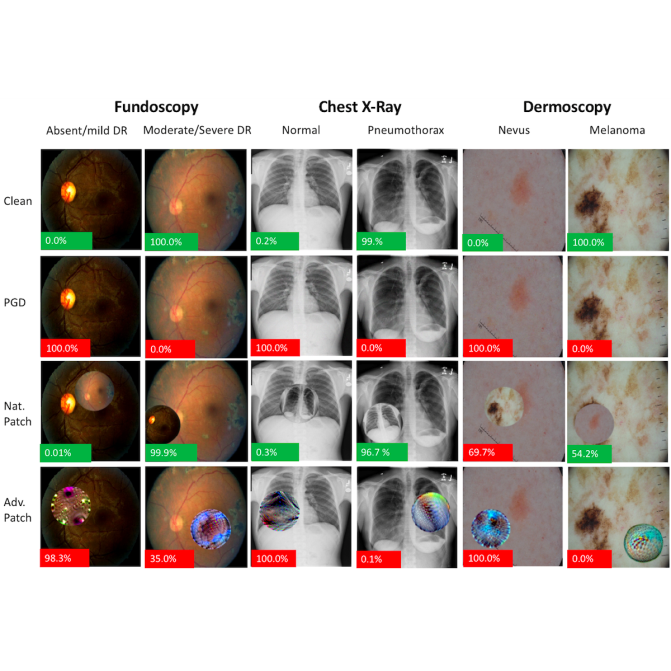 Fundoscopy Chest X-Ray Dermoscopy
Absent/mild DR Moderate/Severe DR Normal Pneumothorax Nevus Melanoma
Clean
0.0% 100.0% 0.2% 99.% 0.0% 100.0%
PGD
100.0% 0.0% 100.0% 0.0% 100.0% 0.0%
Nat.
Patch
0.01% 99.9% 0.3% 96.7 % 69.7% 54.2%
Adv.
Patch
98.3% 35.0% 100.0% 0.1% 100.0% 0.0%